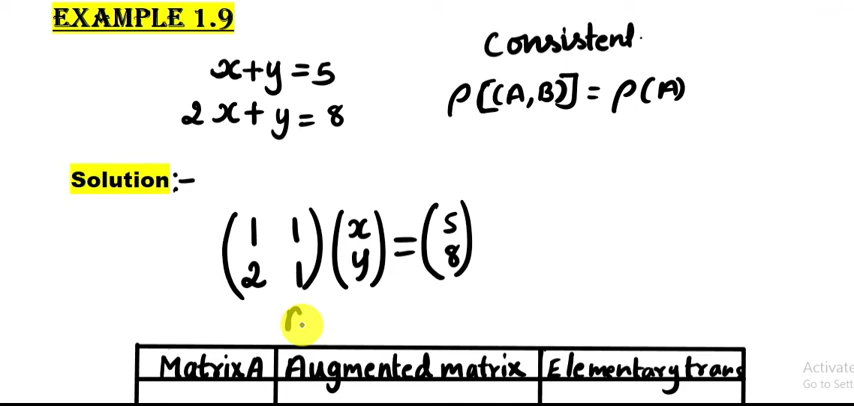 EXAMPLE 1.9
x+y=5
2x+y=8
Consistent.
ρ[(A,B)] = ρ(A)
Solution:-
(1 1) (x) = (5)
(2 1) (y) = (8)
Matrix A Augmented matrix Elementary trans
Activate
Go to Sett